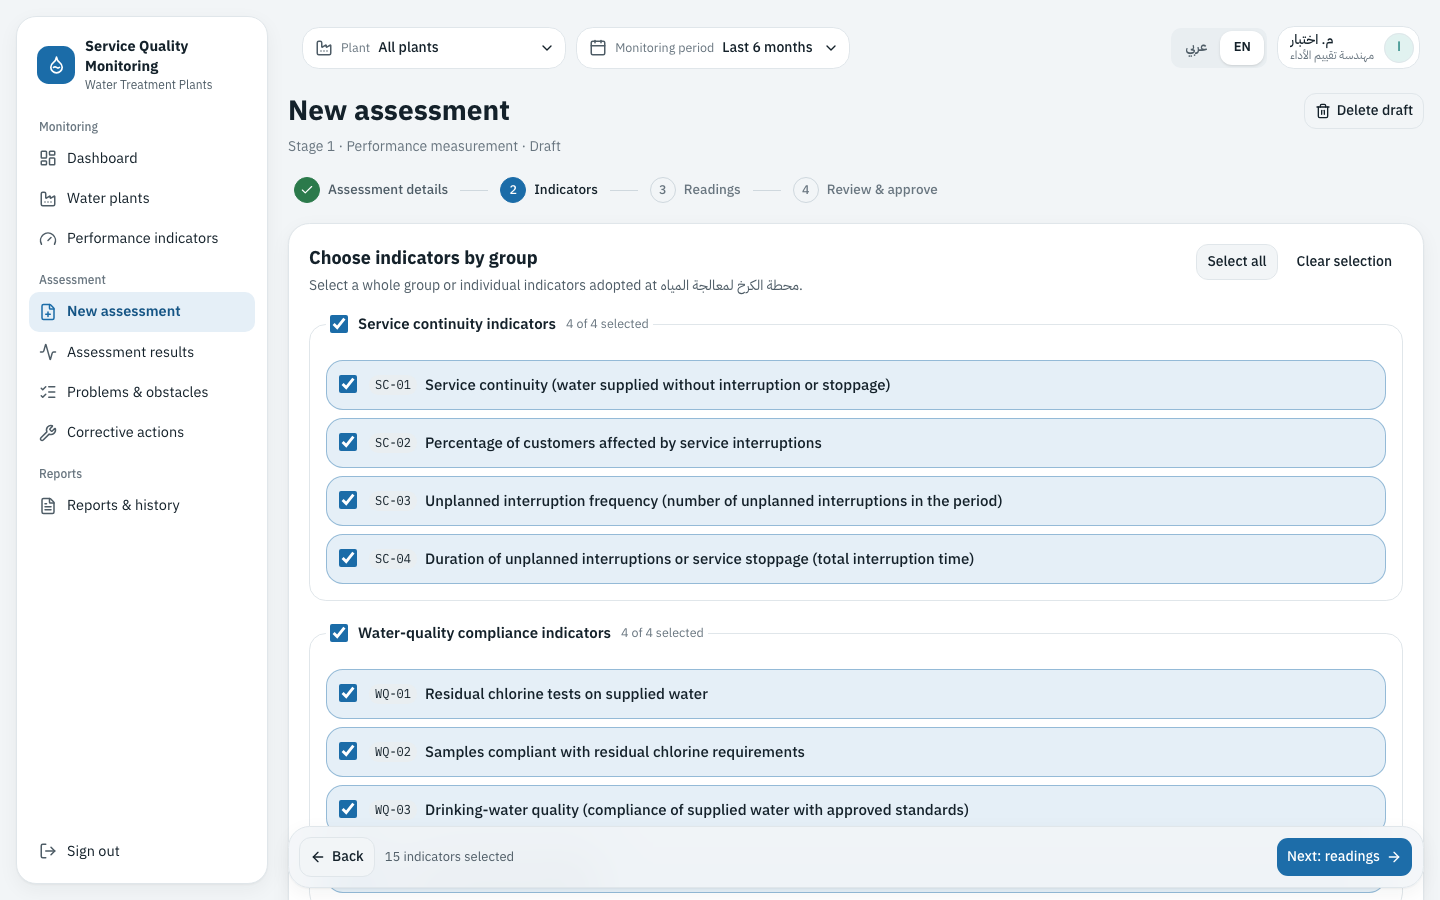 Service Quality
Monitoring
Water Treatment Plants
Monitoring
Dashboard
Water plants
Performance indicators
Assessment
New assessment
Assessment results
Problems & obstacles
Corrective actions
Reports
Reports & history
Sign out
Plant All plants
Monitoring period Last 6 months
عربي EN
م. اختبار
مهندسة تقييم الأداء
ا
New assessment
Delete draft
Stage 1 · Performance measurement · Draft
Assessment details
2 Indicators
3 Readings
4 Review & approve
Choose indicators by group
Select all
Clear selection
Select a whole group or individual indicators adopted at محطة الكرخ لمعالجة المياه.
Service continuity indicators 4 of 4 selected
SC-01 Service continuity (water supplied without interruption or stoppage)
SC-02 Percentage of customers affected by service interruptions
SC-03 Unplanned interruption frequency (number of unplanned interruptions in the period)
SC-04 Duration of unplanned interruptions or service stoppage (total interruption time)
Water-quality compliance indicators 4 of 4 selected
WQ-01 Residual chlorine tests on supplied water
WQ-02 Samples compliant with residual chlorine requirements
WQ-03 Drinking-water quality (compliance of supplied water with approved standards)
Back
15 indicators selected
Next: readings